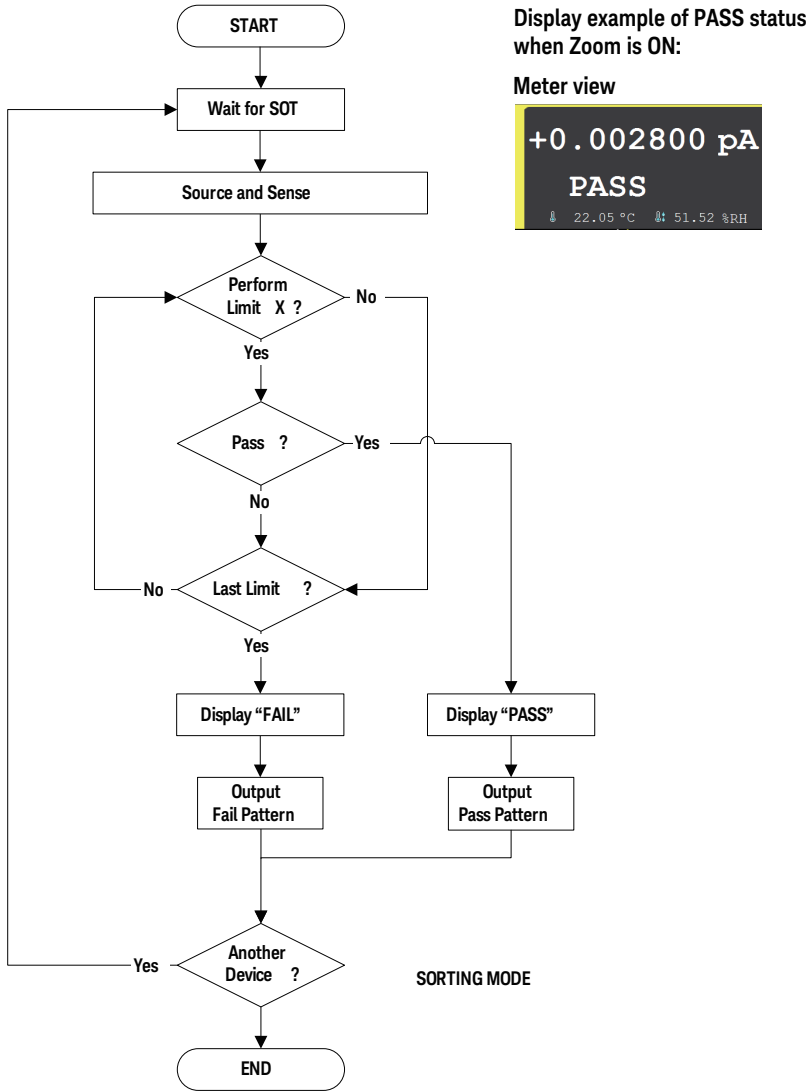 START
Wait for SOT
Source and Sense
Perform
Limit X ?
No
Yes
Pass ?
Yes
No
No
Last Limit ?
Yes
Display “FAIL”
Display “PASS”
Output
Fail Pattern
Output
Pass Pattern
Yes
Another
Device ?
SORTING MODE
END
Display example of PASS status
when Zoom is ON:
Meter view
+0.002800 pA
PASS
22.05 °C 51.52 %RH